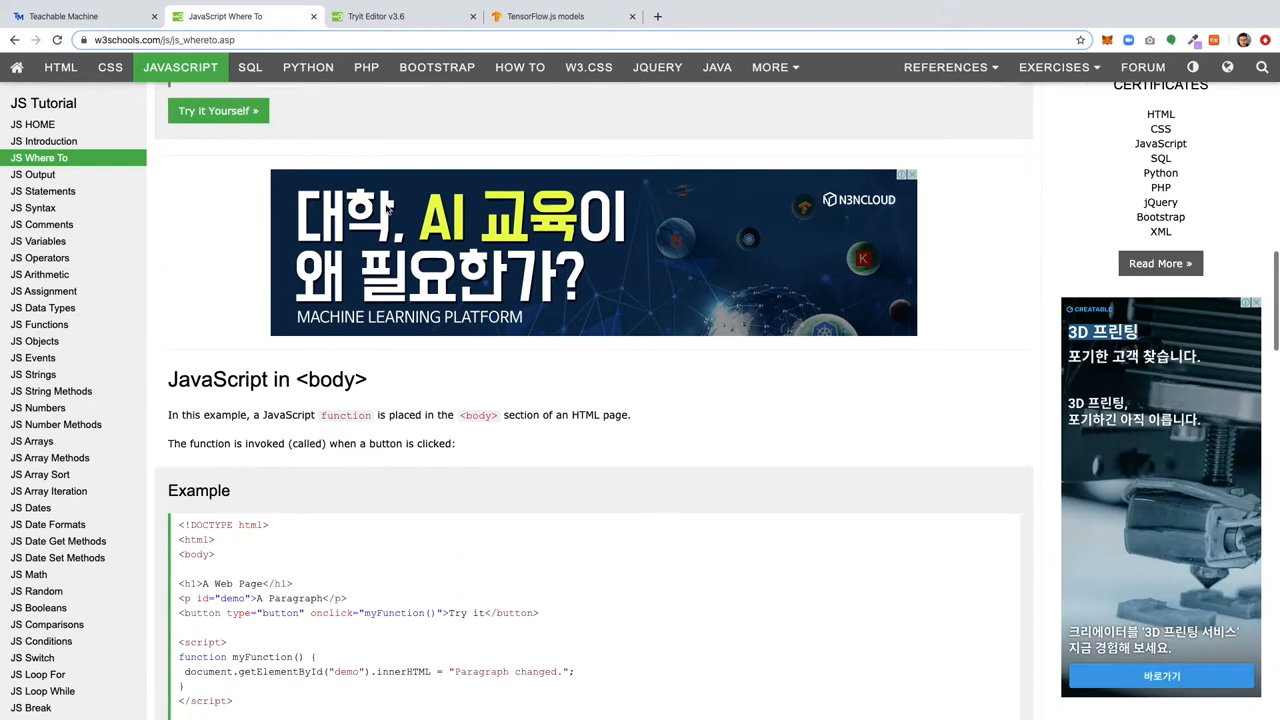 Teachable Machine
JavaScript Where To
Tryit Editor v3.6
TensorFlow.js models
w3schools.com/js/js_whereto.asp
HTML CSS JAVASCRIPT SQL PYTHON PHP BOOTSTRAP HOW TO W3.CSS JQUERY JAVA MORE REFERENCES EXERCISES FORUM
JS Tutorial
JS HOME
JS Introduction
JS Where To
JS Output
JS Statements
JS Syntax
JS Comments
JS Variables
JS Operators
JS Arithmetic
JS Assignment
JS Data Types
JS Functions
JS Objects
JS Events
JS Strings
JS String Methods
JS Numbers
JS Number Methods
JS Arrays
JS Array Methods
JS Array Sort
JS Array Iteration
JS Dates
JS Date Formats
JS Date Get Methods
JS Date Set Methods
JS Math
JS Random
JS Booleans
JS Comparisons
JS Conditions
JS Switch
JS Loop For
JS Loop While
JS Break
Try it Yourself »
대학, AI 교육이
왜 필요한가?
MACHINE LEARNING PLATFORM
N3NCLOUD
JavaScript in <body>
In this example, a JavaScript function is placed in the <body> section of an HTML page.
The function is invoked (called) when a button is clicked:
Example
<!DOCTYPE html>
<html>
<body>
<h1>A Web Page</h1>
<p id="demo">A Paragraph</p>
<button type="button" onclick="myFunction()">Try it</button>
<script>
function myFunction() {
document.getElementById("demo").innerHTML = "Paragraph changed.";
}
</script>
CERTIFICATES
HTML
CSS
JavaScript
SQL
Python
PHP
jQuery
Bootstrap
XML
Read More »
CREATABLE
3D 프린팅
포기한 고객 찾습니다.
3D 프린팅,
포기하긴 아직 이릅니다.
크리에이터블 '3D 프린팅 서비스'
지금 경험해 보세요.
바로가기